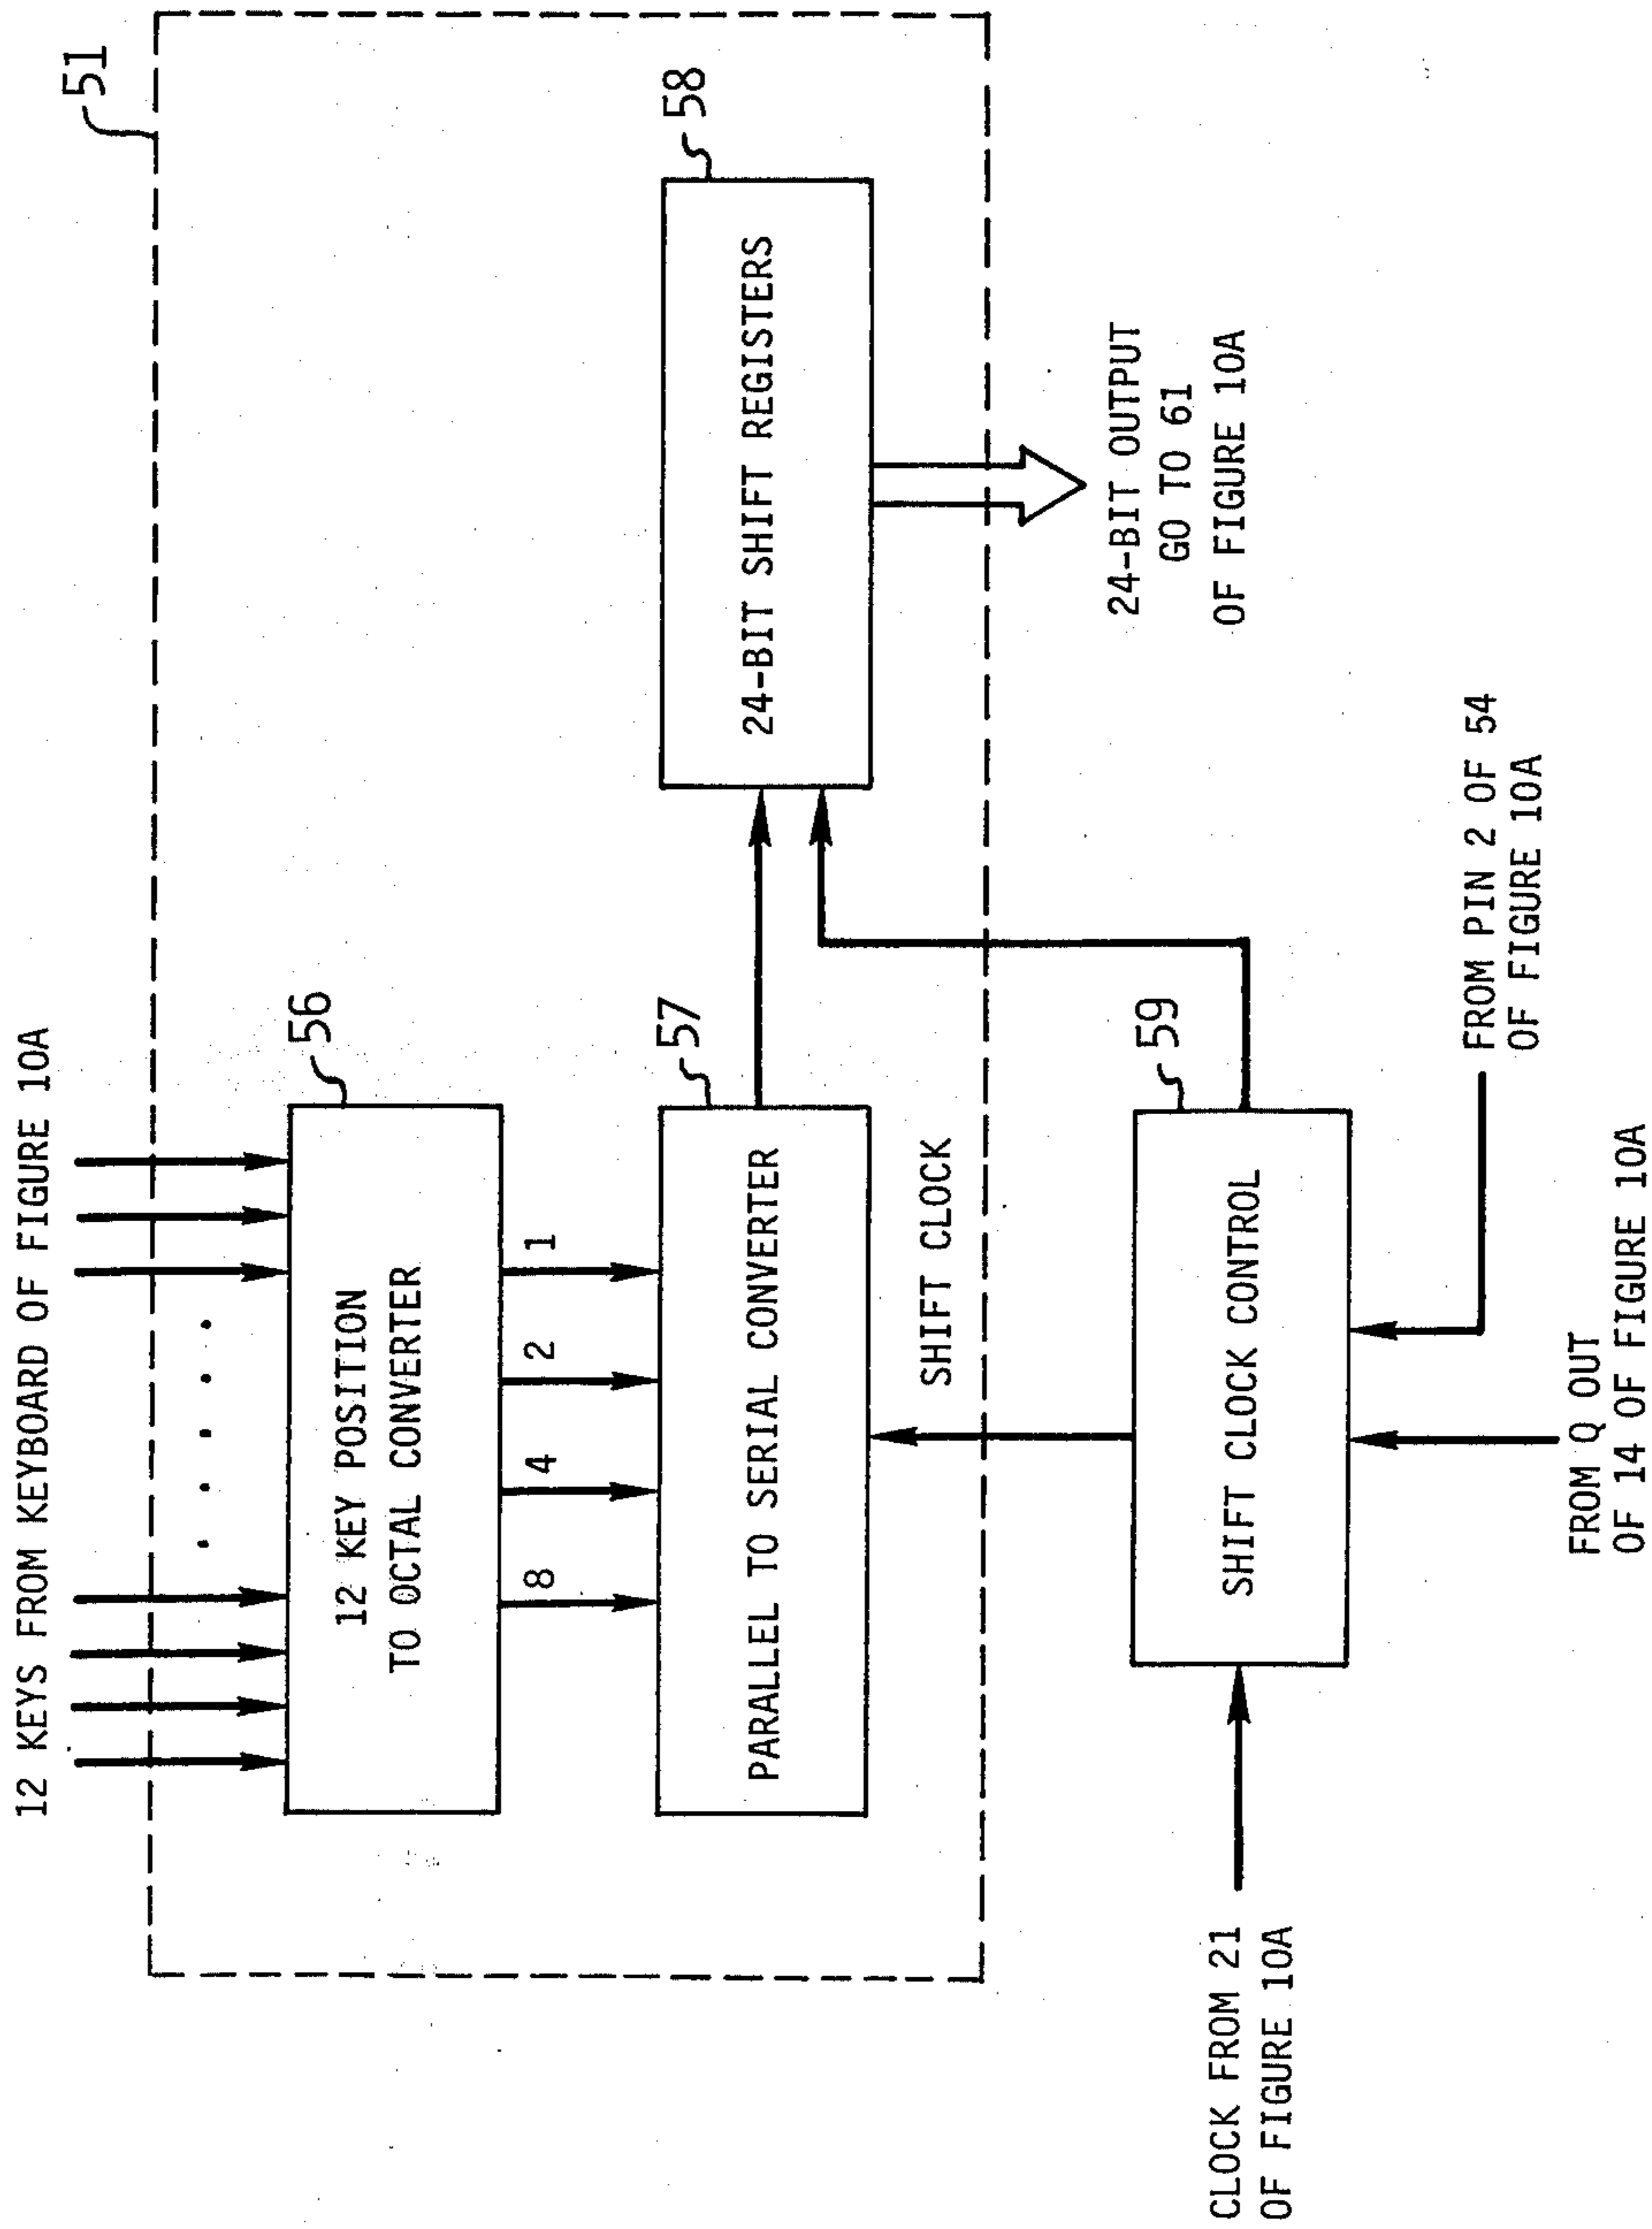 12 KEYS FROM KEYBOARD OF FIGURE 10A
51
56
12 KEY POSITION
TO OCTAL CONVERTER
8
4
2
1
57
PARALLEL TO SERIAL CONVERTER
58
24-BIT SHIFT REGISTERS
SHIFT CLOCK
24-BIT OUTPUT
GO TO 61
OF FIGURE 10A
59
SHIFT CLOCK CONTROL
CLOCK FROM 21
OF FIGURE 10A
FROM PIN 2 OF 54
OF FIGURE 10A
FROM Q OUT
OF 14 OF FIGURE 10A